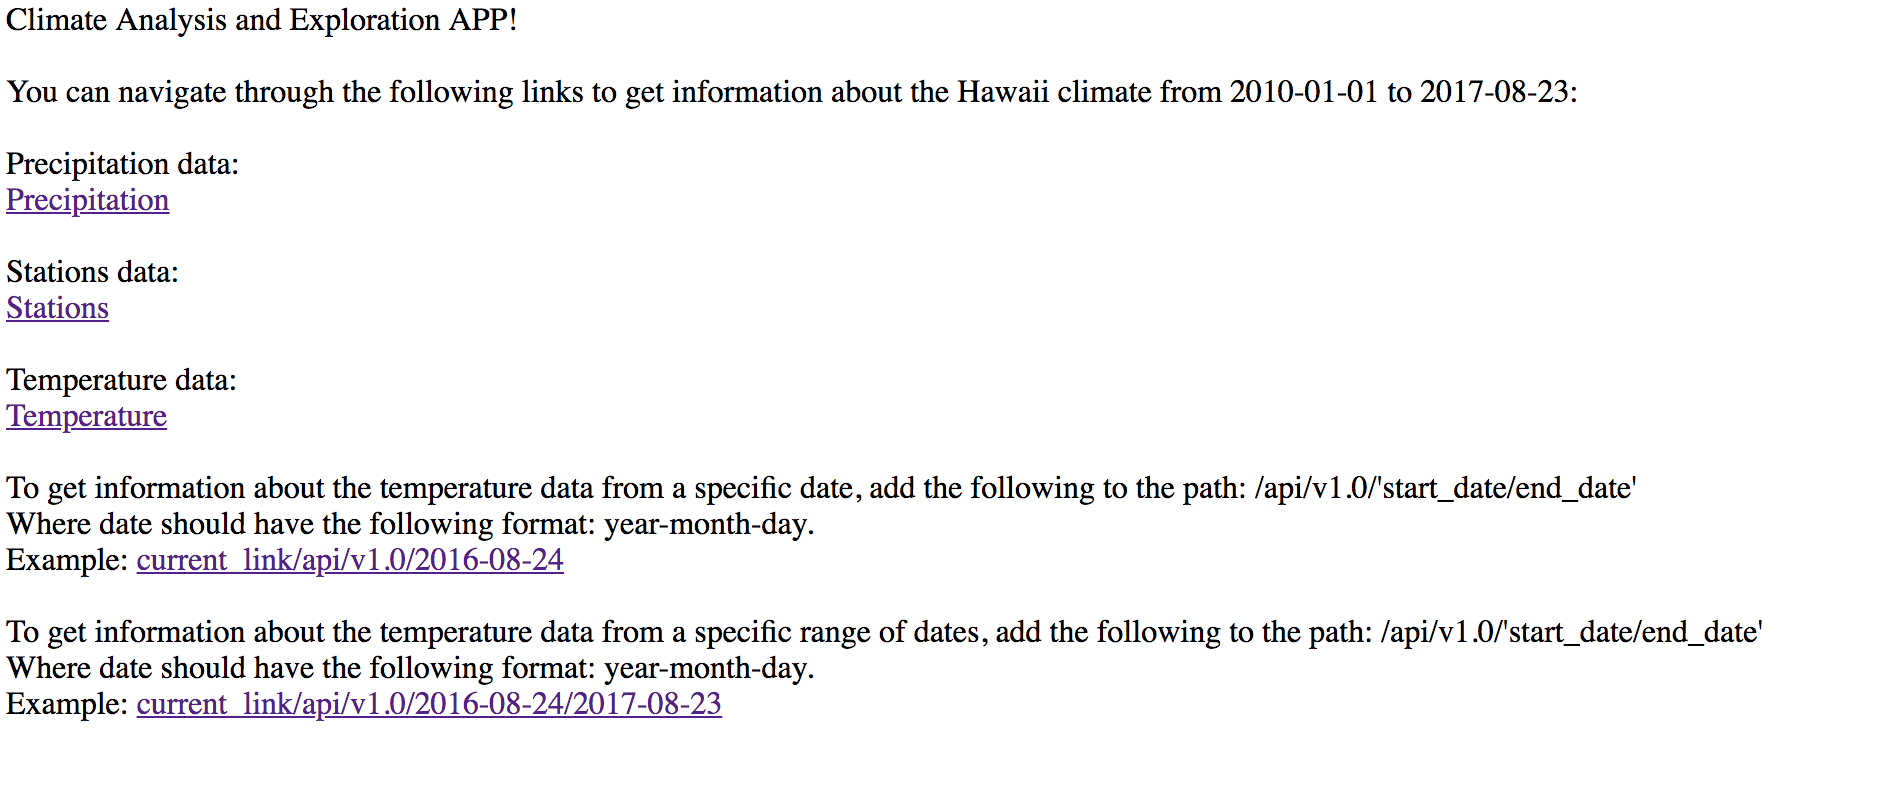 Climate Analysis and Exploration APP!
You can navigate through the following links to get information about the Hawaii climate from 2010-01-01 to 2017-08-23:
Precipitation data:
Precipitation
Stations data:
Stations
Temperature data:
Temperature
To get information about the temperature data from a specific date, add the following to the path: /api/v1.0/'start_date/end_date'
Where date should have the following format: year-month-day.
Example: current_link/api/v1.0/2016-08-24
To get information about the temperature data from a specific range of dates, add the following to the path: /api/v1.0/'start_date/end_date'
Where date should have the following format: year-month-day.
Example: current_link/api/v1.0/2016-08-24/2017-08-23